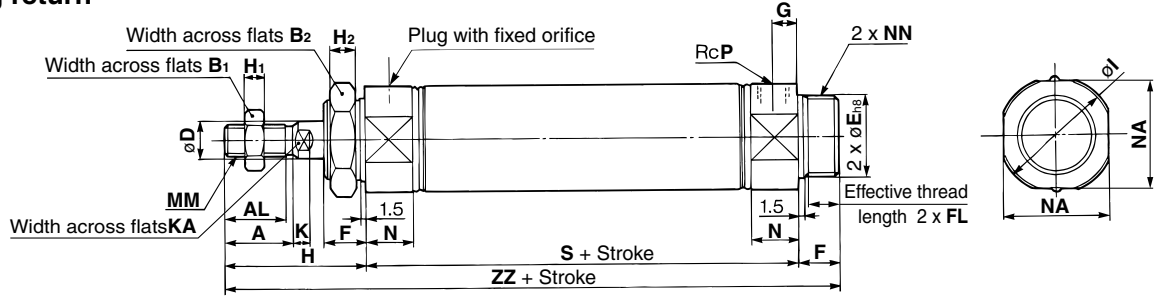 return
G
Width across flats B2
H2
Plug with fixed orifice
2 x NN
RcP
Width across flats B1
H1
øI
øD
2 x øEh8
NA
MM
Effective thread
length 2 x FL
AL
1.5
1.5
NA
Width across flatsKA
A
K
F
N
N
H
S + Stroke
F
ZZ + Stroke